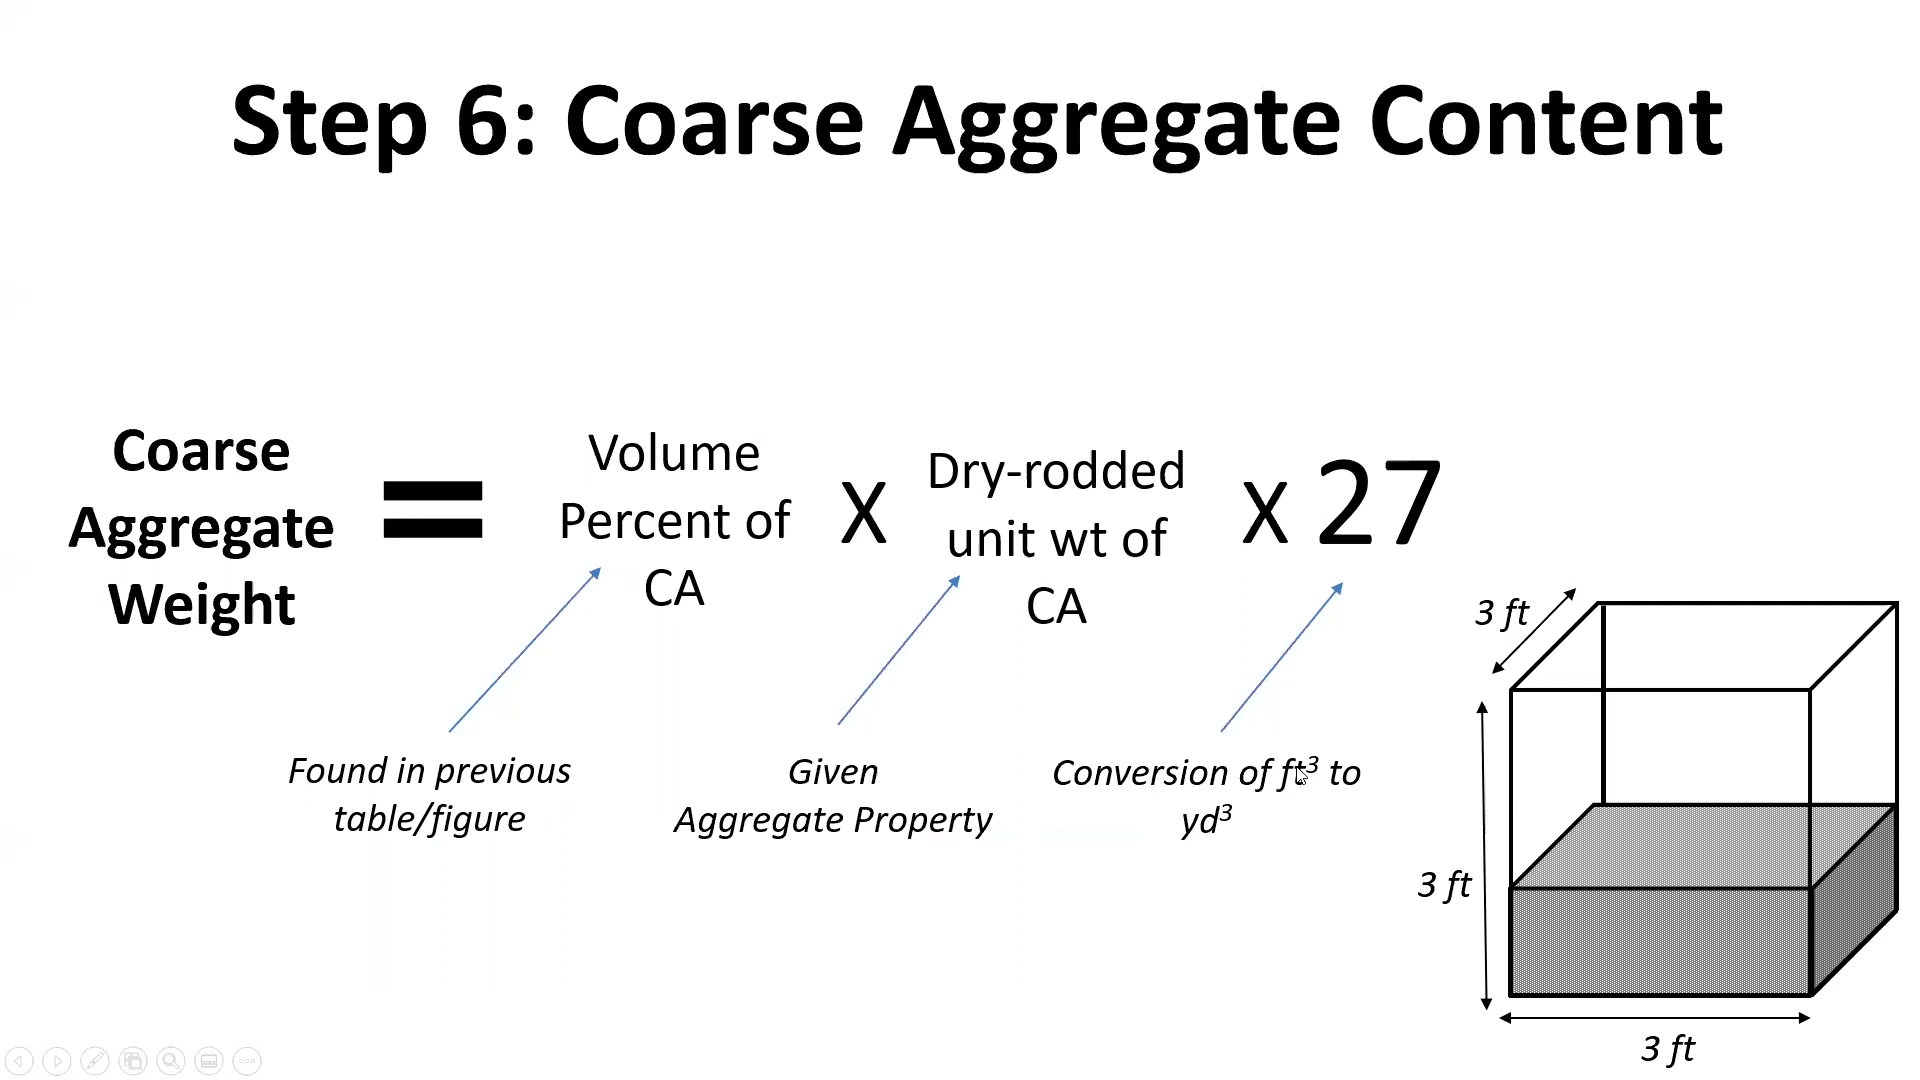 Step 6: Coarse Aggregate Content
Coarse
Aggregate
Weight
=
Volume
Percent of
CA
X
Dry-rodded
unit wt of
CA
X 27
Found in previous
table/figure
Given
Aggregate Property
Conversion of ft³ to
yd³
3 ft
3 ft
3 ft